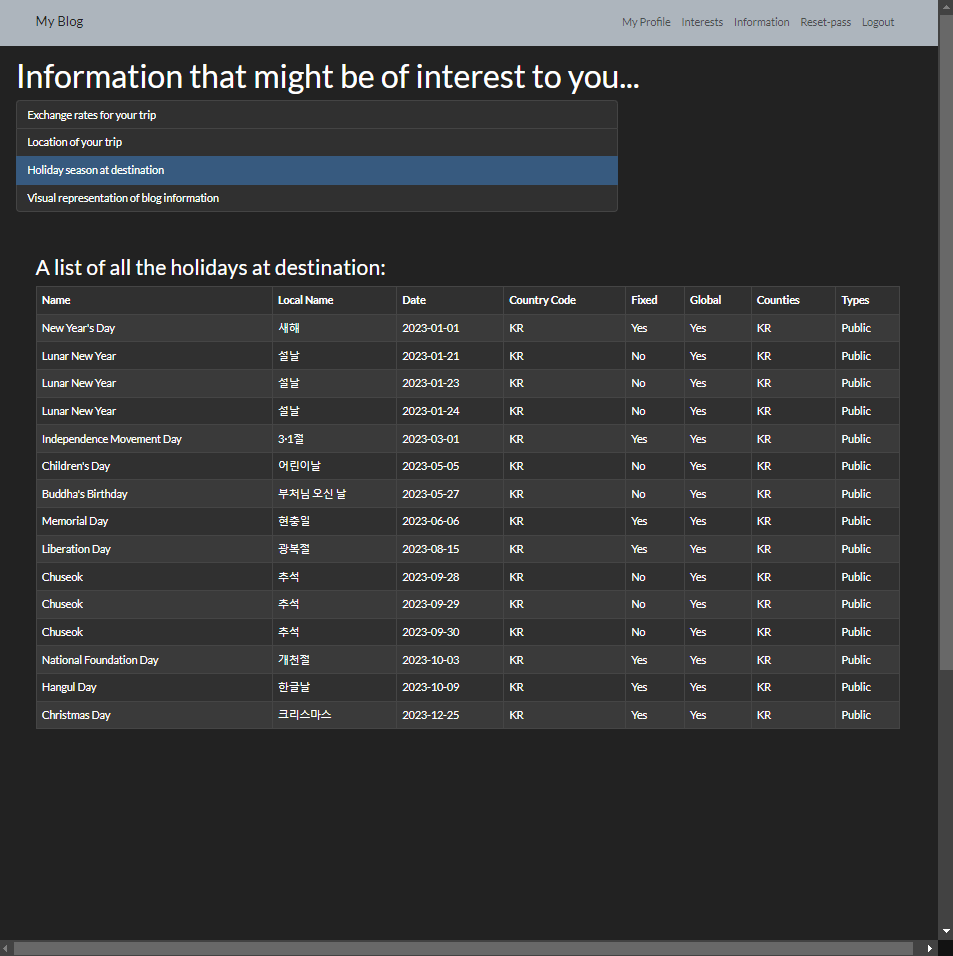 My Blog My Profile Interests Information Reset-pass Logout
Information that might be of interest to you...
Exchange rates for your trip
Location of your trip
Holiday season at destination
Visual representation of blog information
A list of all the holidays at destination:
Name Local Name Date Country Code Fixed Global Counties Types
New Year's Day 새해 2023-01-01 KR Yes Yes KR Public
Lunar New Year 설날 2023-01-21 KR No Yes KR Public
Lunar New Year 설날 2023-01-23 KR No Yes KR Public
Lunar New Year 설날 2023-01-24 KR No Yes KR Public
Independence Movement Day 3·1절 2023-03-01 KR Yes Yes KR Public
Children's Day 어린이날 2023-05-05 KR No Yes KR Public
Buddha's Birthday 부처님 오신 날 2023-05-27 KR No Yes KR Public
Memorial Day 현충일 2023-06-06 KR Yes Yes KR Public
Liberation Day 광복절 2023-08-15 KR Yes Yes KR Public
Chuseok 추석 2023-09-28 KR No Yes KR Public
Chuseok 추석 2023-09-29 KR No Yes KR Public
Chuseok 추석 2023-09-30 KR No Yes KR Public
National Foundation Day 개천절 2023-10-03 KR Yes Yes KR Public
Hangul Day 한글날 2023-10-09 KR Yes Yes KR Public
Christmas Day 크리스마스 2023-12-25 KR Yes Yes KR Public